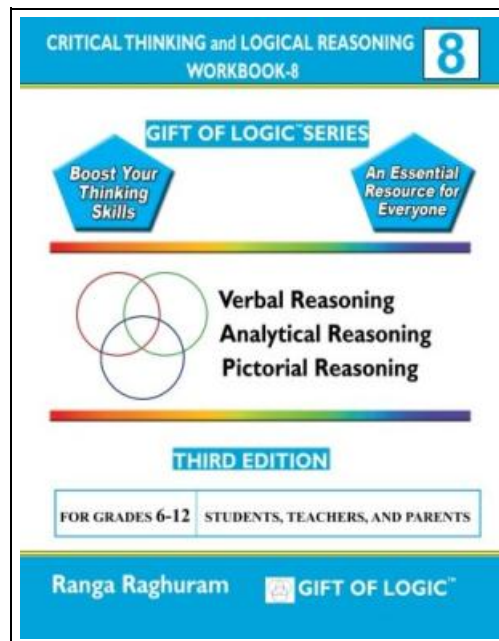 CRITICAL THINKING and LOGICAL REASONING
WORKBOOK-8
8
GIFT OF LOGIC™ SERIES
Boost Your
Thinking
Skills
An Essential
Resource for
Everyone
Verbal Reasoning
Analytical Reasoning
Pictorial Reasoning
THIRD EDITION
FOR GRADES 6-12 STUDENTS, TEACHERS, AND PARENTS
Ranga Raghuram GIFT OF LOGIC™